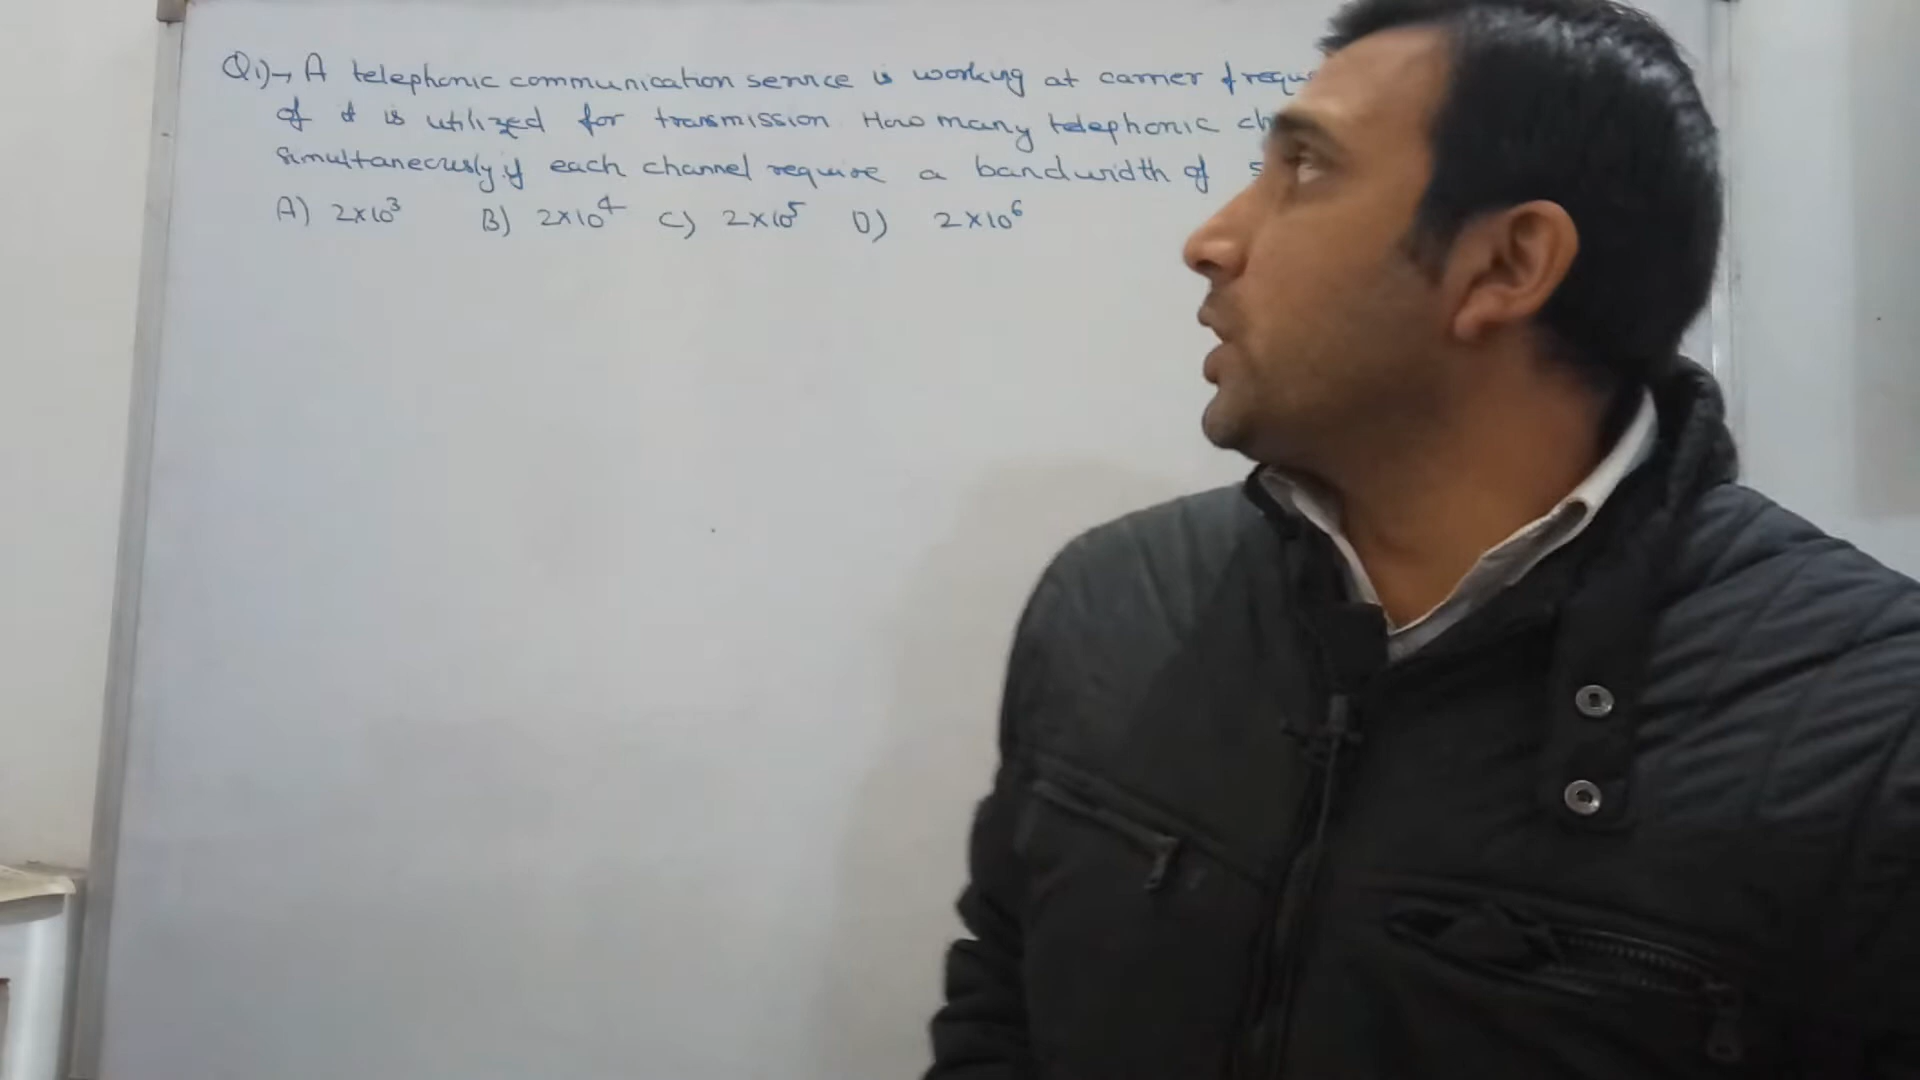 Q1)→ A telephonic communication service is working at carrier frequ
of it is utilized for transmission How many telephonic ch
simultaneously if each channel require a bandwidth of 5
A) 2×10³ B) 2×10⁴ C) 2×10⁵ D) 2×10⁶